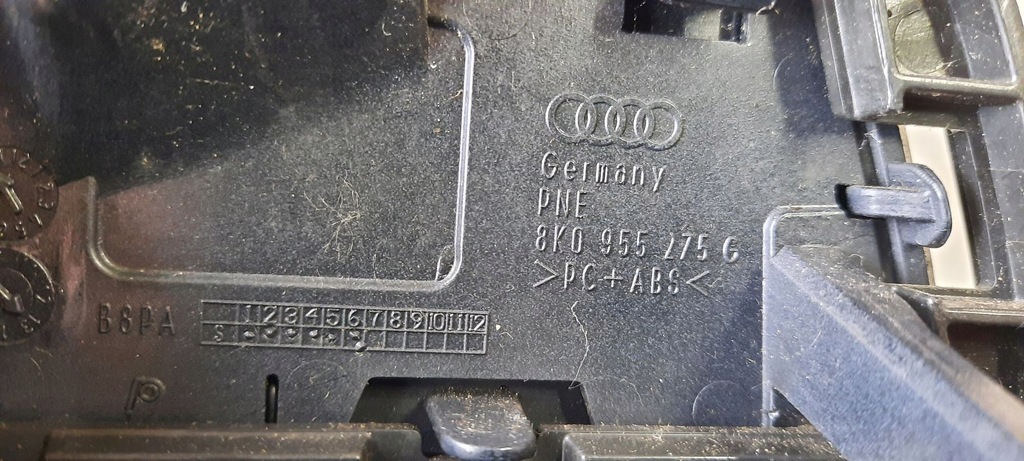 Germany
PNE
8K0 955 275 G
>PC+ABS<
B8PA
1 2 3 4 5 6 7 8 9 10 11 12
S